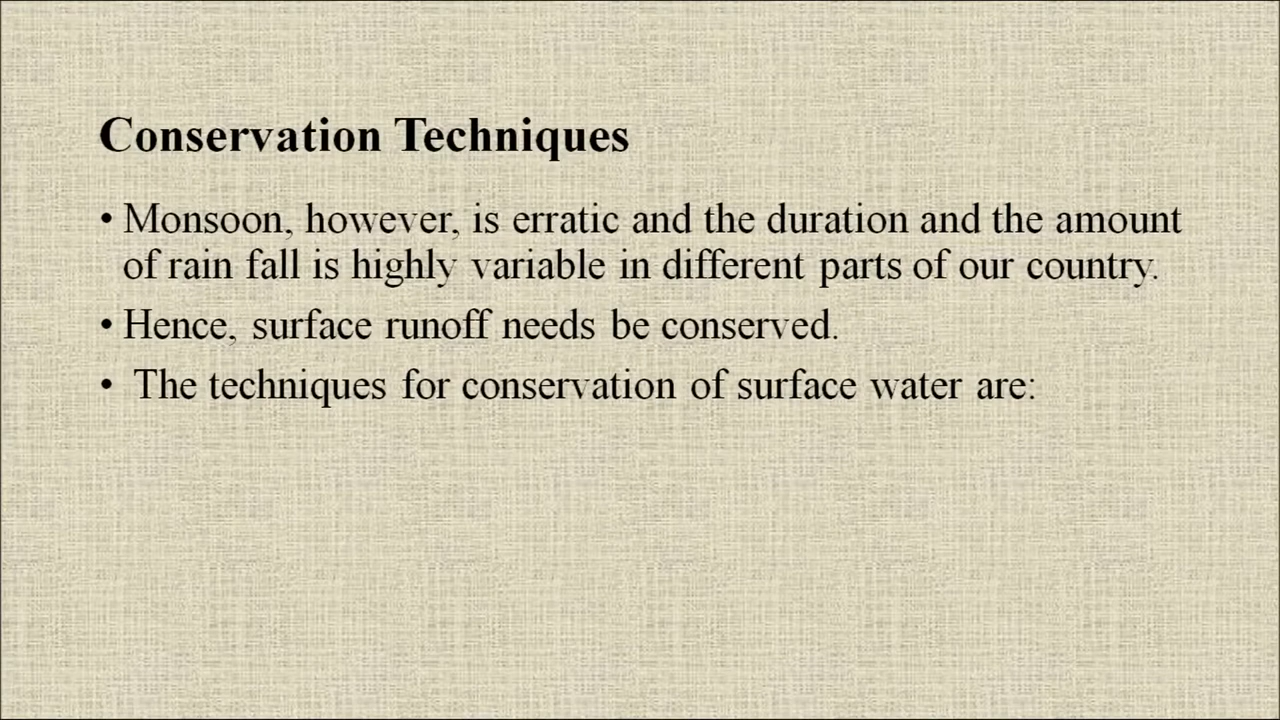 Conservation Techniques
• Monsoon, however, is erratic and the duration and the amount
of rain fall is highly variable in different parts of our country.
• Hence, surface runoff needs be conserved.
• The techniques for conservation of surface water are: